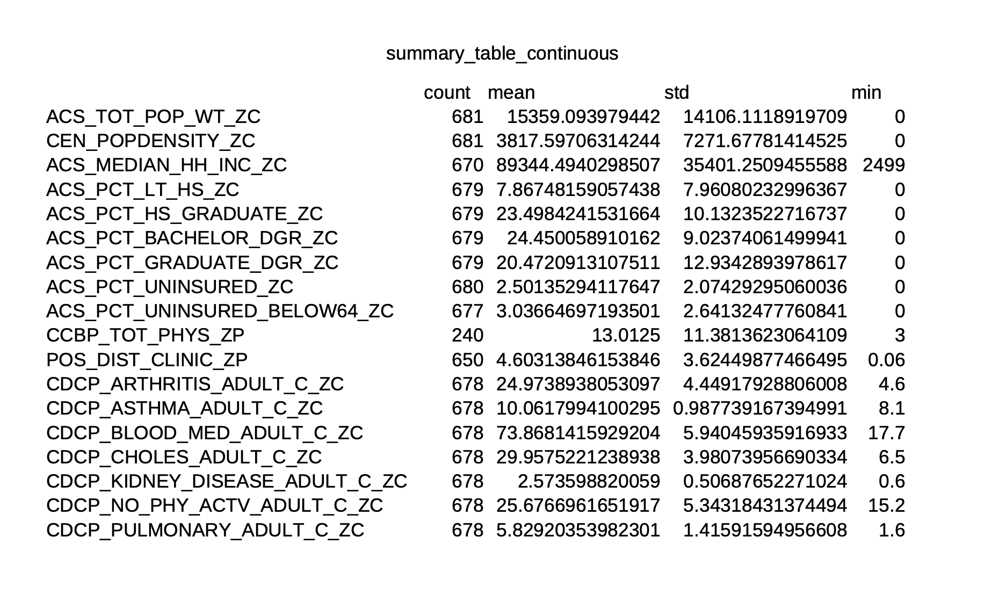 summary_table_continuous
count mean std min
ACS_TOT_POP_WT_ZC 681 15359.093979442 14106.1118919709 0
CEN_POPDENSITY_ZC 681 3817.59706314244 7271.67781414525 0
ACS_MEDIAN_HH_INC_ZC 670 89344.4940298507 35401.2509455588 2499
ACS_PCT_LT_HS_ZC 679 7.86748159057438 7.96080232996367 0
ACS_PCT_HS_GRADUATE_ZC 679 23.4984241531664 10.1323522716737 0
ACS_PCT_BACHELOR_DGR_ZC 679 24.450058910162 9.02374061499941 0
ACS_PCT_GRADUATE_DGR_ZC 679 20.4720913107511 12.9342893978617 0
ACS_PCT_UNINSURED_ZC 680 2.50135294117647 2.07429295060036 0
ACS_PCT_UNINSURED_BELOW64_ZC 677 3.03664697193501 2.64132477760841 0
CCBP_TOT_PHYS_ZP 240 13.0125 11.3813623064109 3
POS_DIST_CLINIC_ZP 650 4.60313846153846 3.62449877466495 0.06
CDCP_ARTHRITIS_ADULT_C_ZC 678 24.9738938053097 4.44917928806008 4.6
CDCP_ASTHMA_ADULT_C_ZC 678 10.0617994100295 0.987739167394991 8.1
CDCP_BLOOD_MED_ADULT_C_ZC 678 73.8681415929204 5.94045935916933 17.7
CDCP_CHOLES_ADULT_C_ZC 678 29.9575221238938 3.98073956690334 6.5
CDCP_KIDNEY_DISEASE_ADULT_C_ZC 678 2.573598820059 0.50687652271024 0.6
CDCP_NO_PHY_ACTV_ADULT_C_ZC 678 25.6766961651917 5.34318431374494 15.2
CDCP_PULMONARY_ADULT_C_ZC 678 5.82920353982301 1.41591594956608 1.6